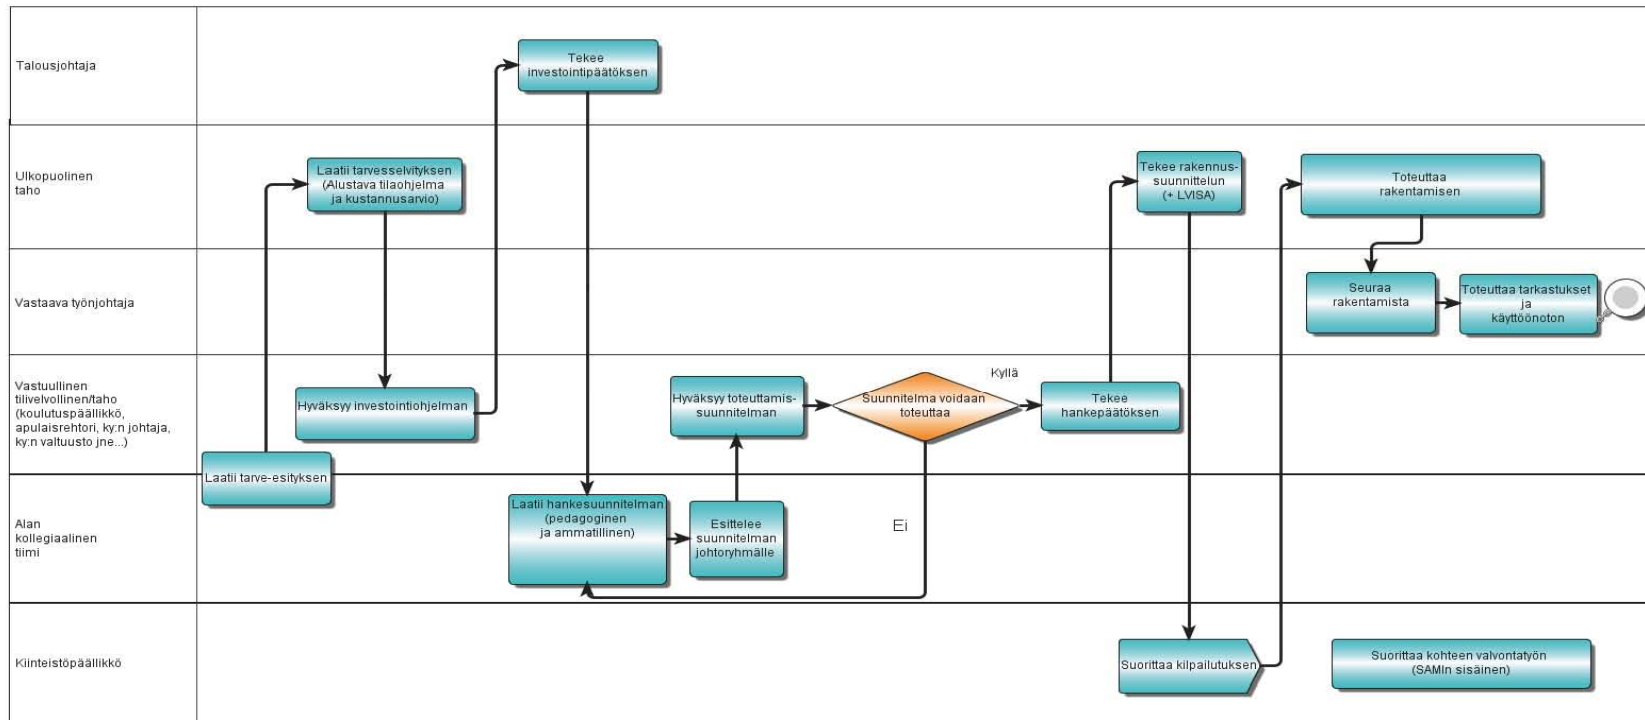 Talousjohtaja
Tekee
investointipäätöksen
Ulkopuolinen
taho
Laatii tarvesselvityksen
(Alustava tilaohjelma
ja kustannusarvio)
Tekee rakennus-
suunnittelun
(+ LVISA)
Toteuttaa
rakentamisen
Vastaava työnjohtaja
Seuraa
rakentamista
Toteuttaa tarkastukset
ja
käyttöönoton
Vastuullinen
tilivelvollinen/taho
(koulutuspäällikkö,
apulaisrehtori, ky:n johtaja,
ky:n valtuusto jne...)
Laatii tarve-esityksen
Hyväksyy investointiohjelman
Hyväksyy toteuttamis-
suunnitelman
Suunnitelma voidaan
toteuttaa
Kyllä
Tekee
hankepäätöksen
Alan
kollegiaalinen
tiimi
Laatii hankesuunnitelman
(pedagoginen
ja ammatillinen)
Esittelee
suunnitelman
johtoryhmälle
Ei
Kiinteistöpäällikkö
Suorittaa kilpailutuksen
Suorittaa kohteen valvontatyön
(SAMIn sisäinen)